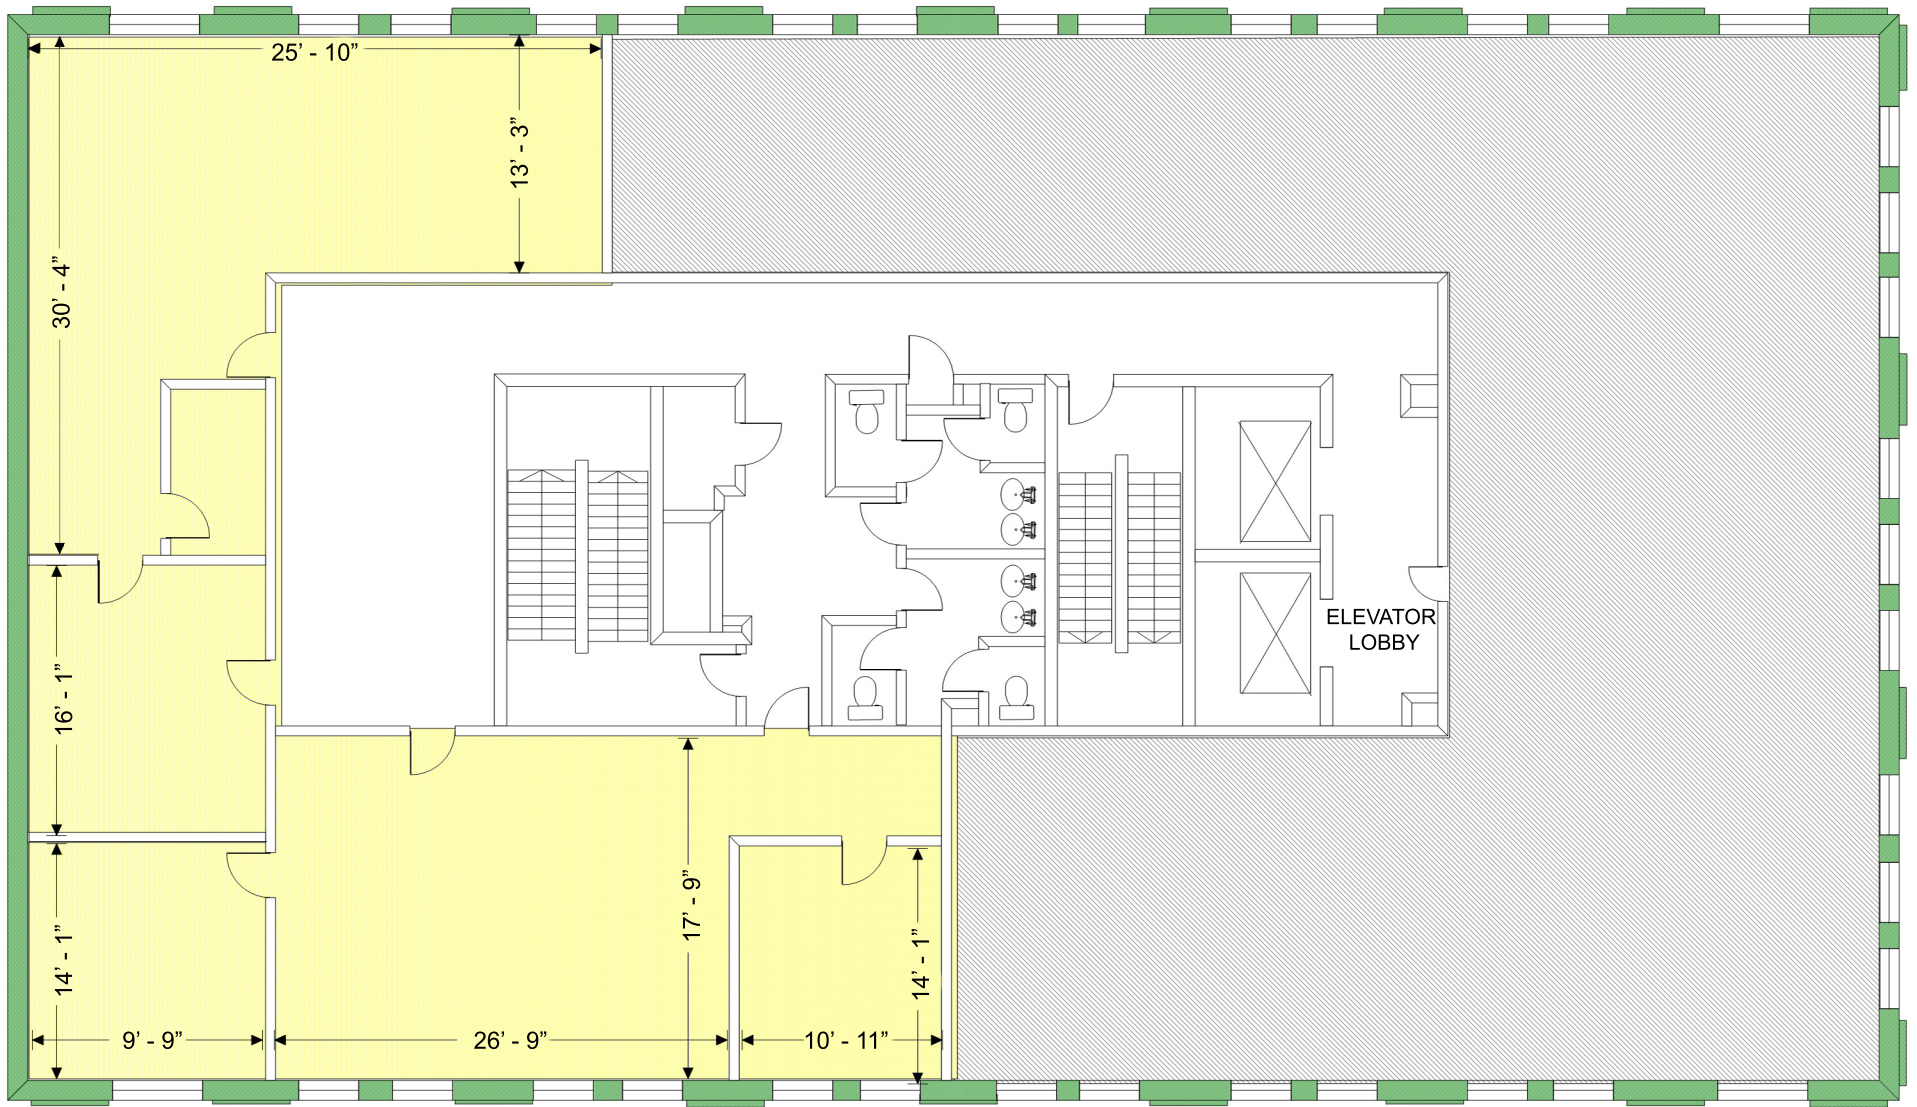 25’ - 10”
13’ - 3”
30’ - 4”
16’ - 1”
ELEVATOR
LOBBY
17’ - 9”
14’ - 1”
14’ - 1”
9’ - 9”
26’ - 9”
10’ - 11”